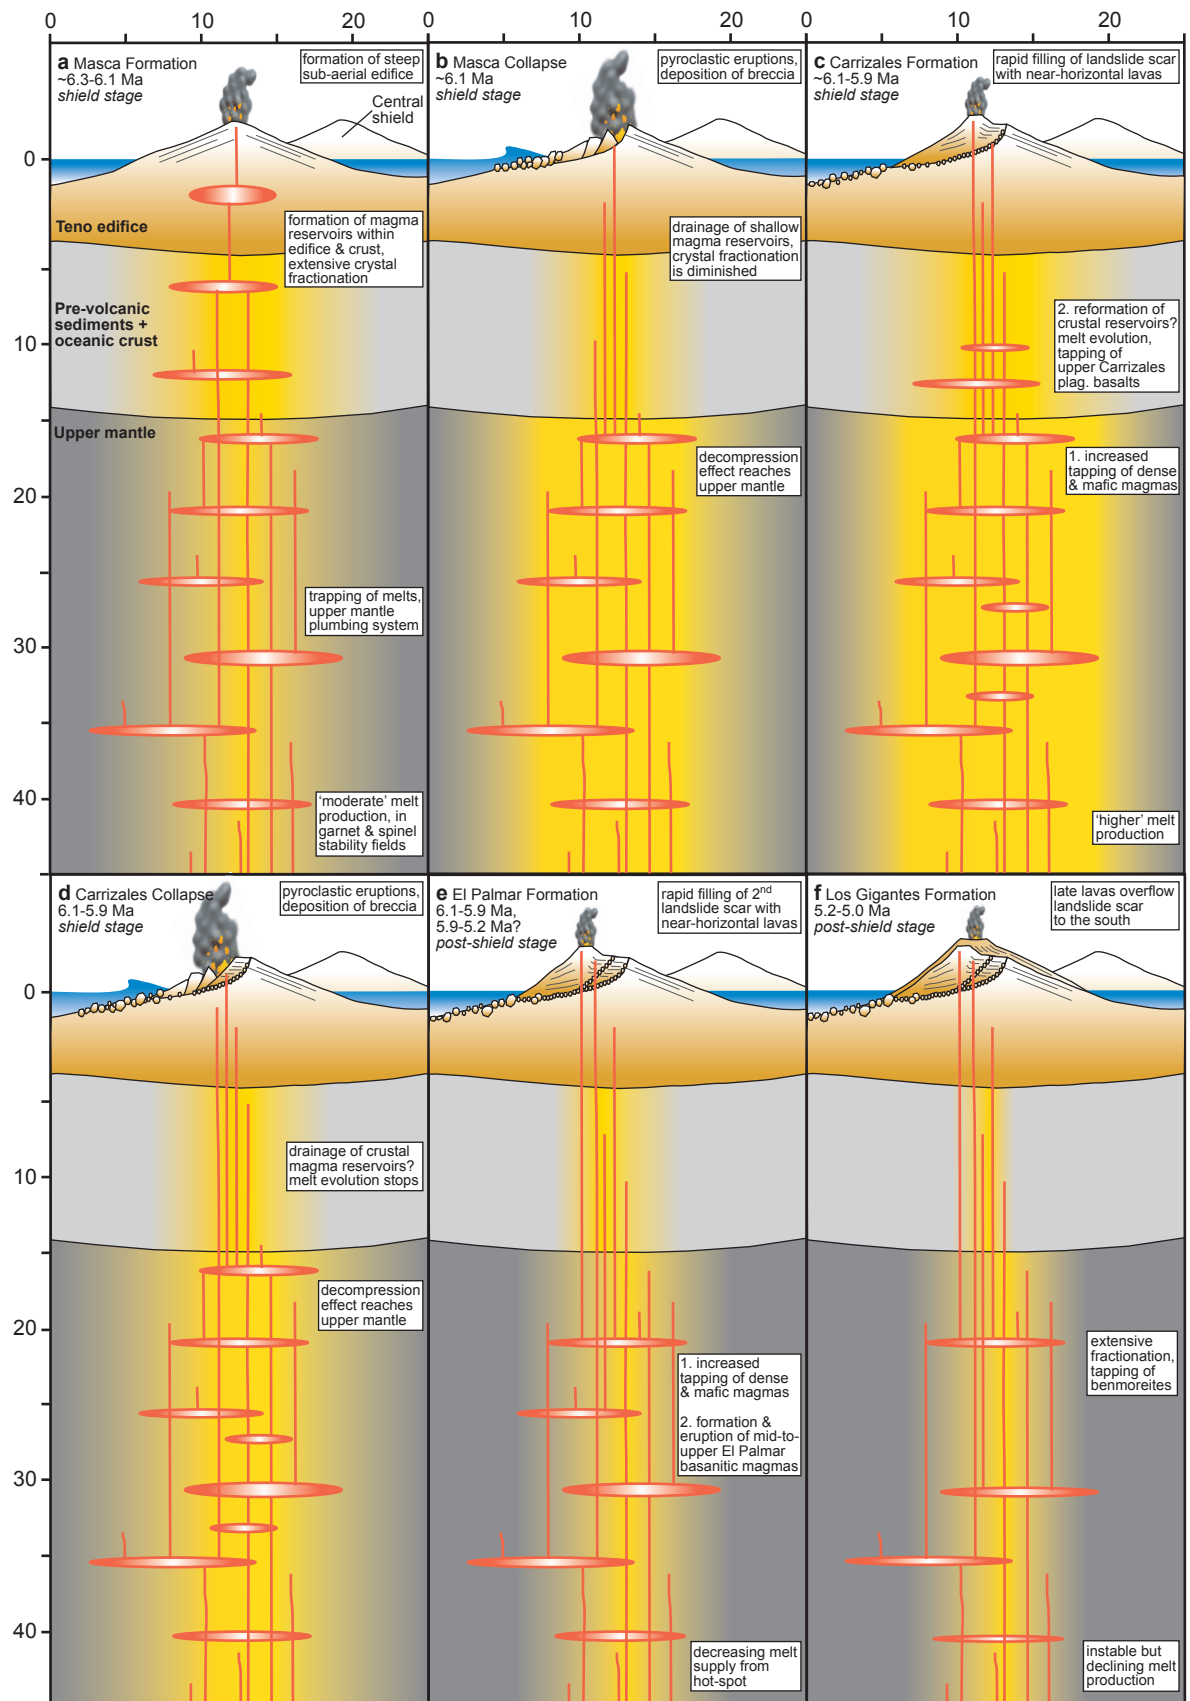 0 10 20 0 10 20 0 10 20
a Masca Formation
~6.3-6.1 Ma
shield stage
formation of steep
sub-aerial edifice
Central
shield
0
Teno edifice
formation of magma
reservoirs within
edifice & crust,
extensive crystal
fractionation
Pre-volcanic
sediments +
oceanic crust
10
Upper mantle
20
trapping of melts,
upper mantle
plumbing system
30
40
'moderate' melt
production, in
garnet & spinel
stability fields
b Masca Collapse
~6.1 Ma
shield stage
pyroclastic eruptions,
deposition of breccia
drainage of shallow
magma reservoirs,
crystal fractionation
is diminished
decompression
effect reaches
upper mantle
c Carrizales Formation
~6.1-5.9 Ma
shield stage
rapid filling of landslide scar
with near-horizontal lavas
2. reformation of
crustal reservoirs?
melt evolution,
tapping of
upper Carrizales
plag. basalts
1. increased
tapping of dense
& mafic magmas
'higher' melt
production
d Carrizales Collapse
6.1-5.9 Ma
shield stage
pyroclastic eruptions,
deposition of breccia
0
drainage of crustal
magma reservoirs?
melt evolution stops
10
decompression
effect reaches
upper mantle
20
30
40
e El Palmar Formation
6.1-5.9 Ma,
5.9-5.2 Ma?
post-shield stage
rapid filling of 2nd
landslide scar with
near-horizontal lavas
1. increased
tapping of dense
& mafic magmas
2. formation &
eruption of mid-to-
upper El Palmar
basanitic magmas
decreasing melt
supply from
hot-spot
f Los Gigantes Formation
5.2-5.0 Ma
post-shield stage
late lavas overflow
landslide scar
to the south
extensive
fractionation,
tapping of
benmoreites
instable but
declining melt
production